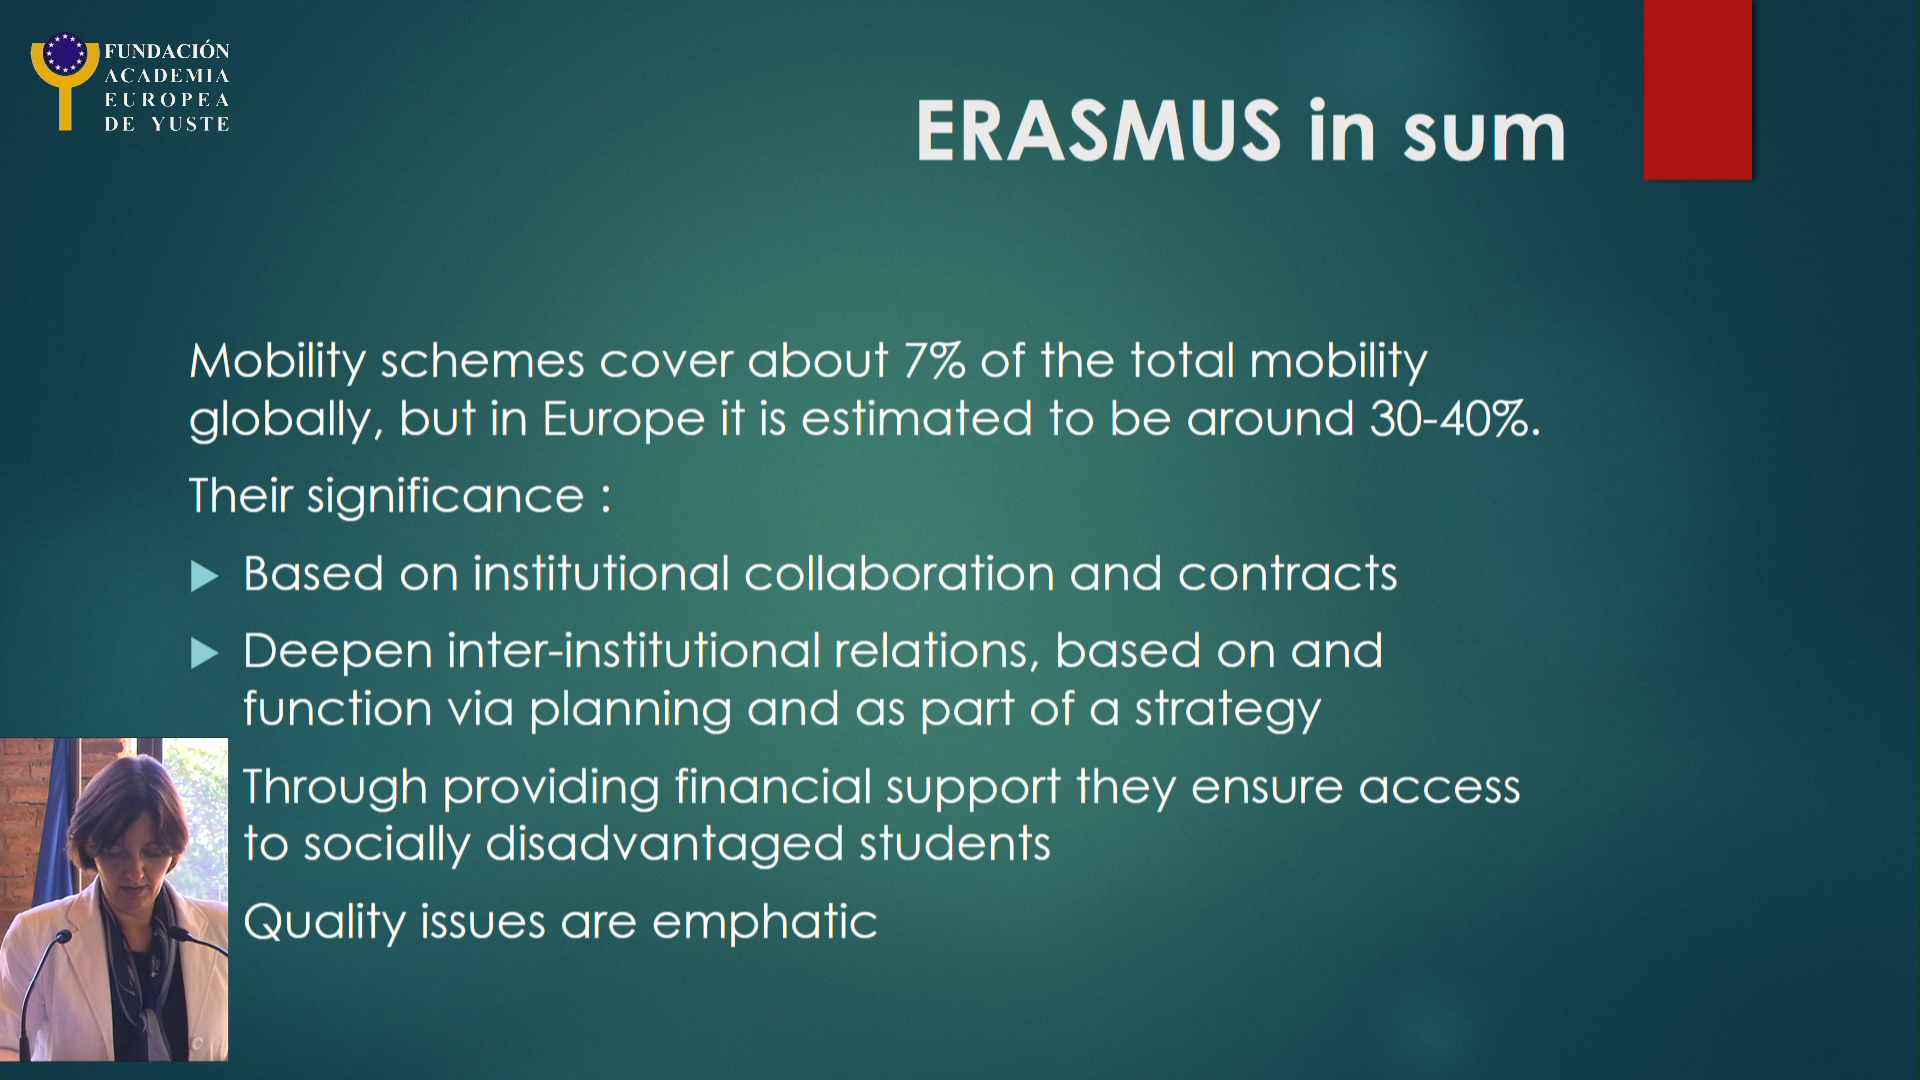 FUNDACIÓN
ACADEMIA
EUROPEA
DE YUSTE
ERASMUS in sum
Mobility schemes cover about 7% of the total mobility
globally, but in Europe it is estimated to be around 30-40%.
Their significance :
Based on institutional collaboration and contracts
Deepen inter-institutional relations, based on and
function via planning and as part of a strategy
Through providing financial support they ensure access
to socially disadvantaged students
Quality issues are emphatic